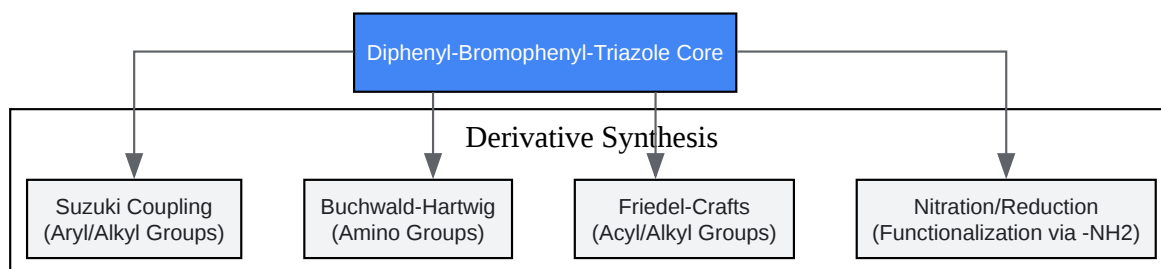 Diphenyl-Bromophenyl-Triazole Core
Derivative Synthesis
Suzuki Coupling
(Aryl/Alkyl Groups)
Buchwald-Hartwig
(Amino Groups)
Friedel-Crafts
(Acyl/Alkyl Groups)
Nitration/Reduction
(Functionalization via -NH2)